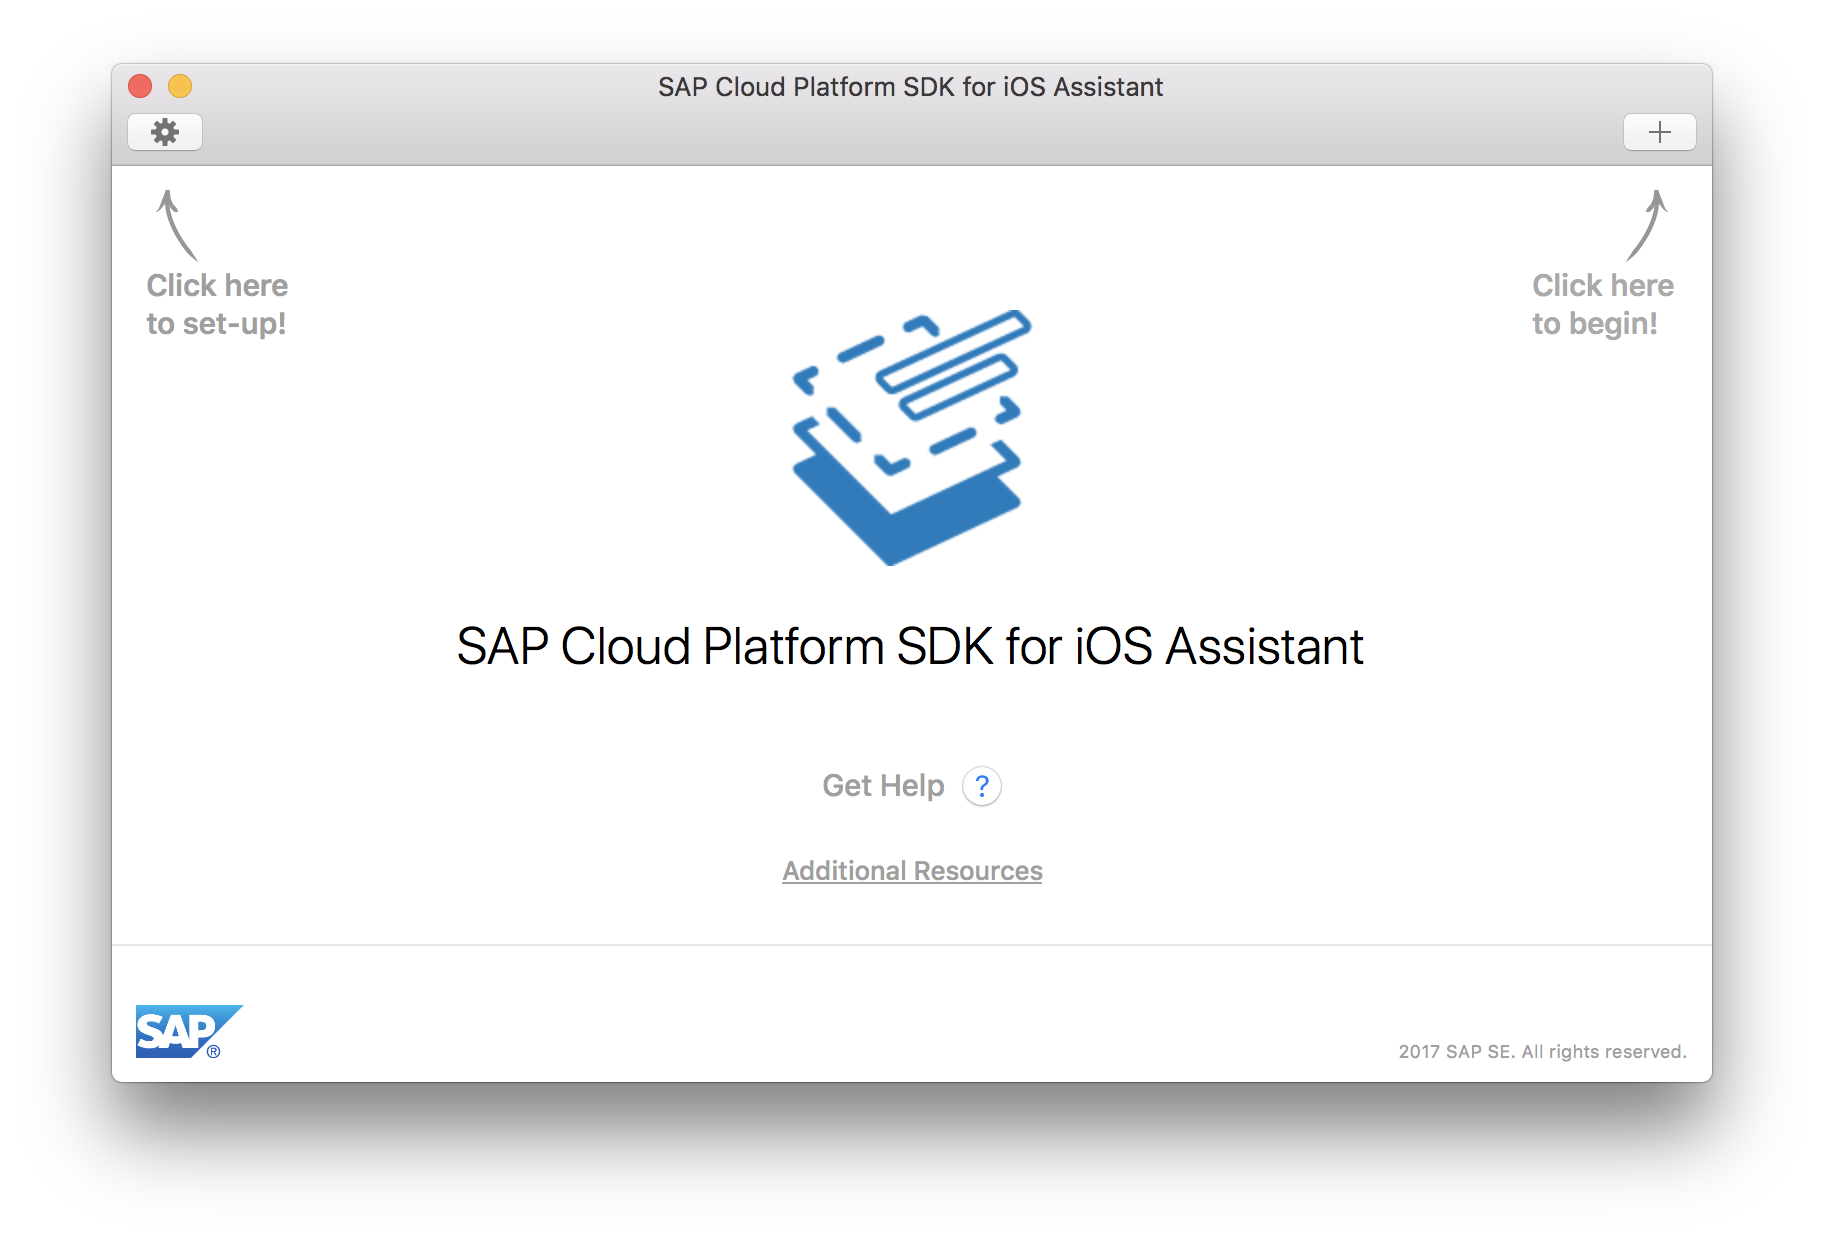 SAP Cloud Platform SDK for iOS Assistant
Click here
to set-up!
Click here
to begin!
SAP Cloud Platform SDK for iOS Assistant
Get Help ?
Additional Resources
SAP®
2017 SAP SE. All rights reserved.